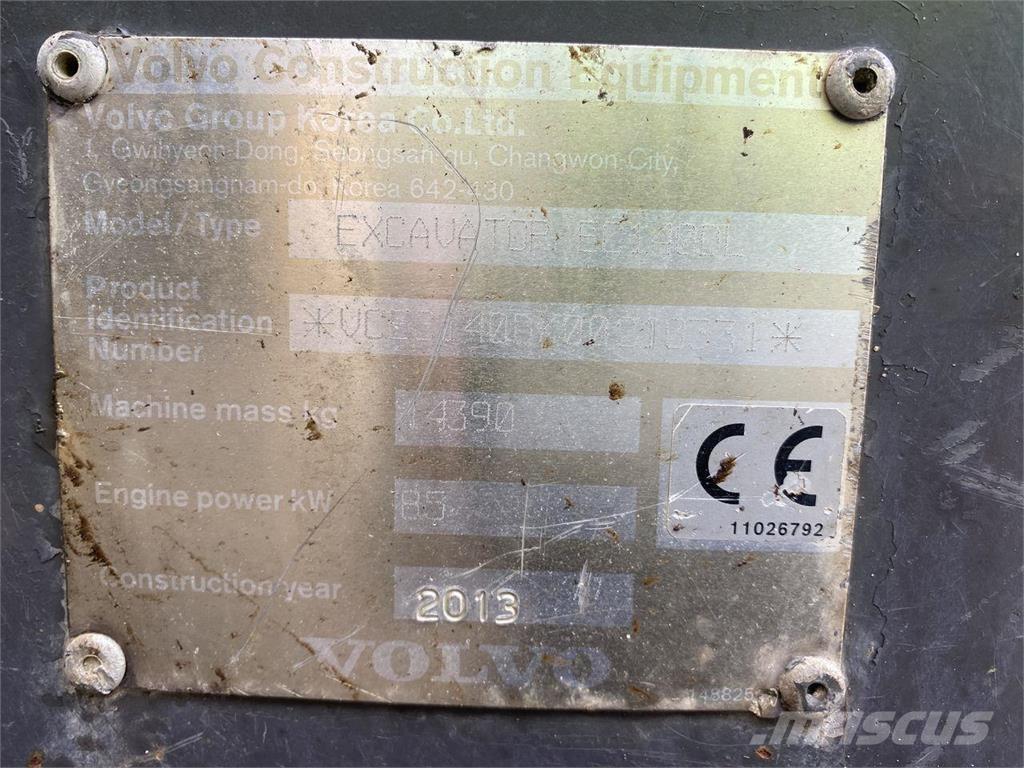 Volvo Construction Equipment
Volvo Group Korea Co.Ltd.
1, Gwihyeon-Dong, Seongsan-gu, Changwon-City,
Gyeongsangnam-do, Korea 642-430
Model / Type EXCAVATOR
Product
Identification
Number
Machine mass kg 14390
Engine power kW 85
CE
11026792
Construction year 2013
VOLVO
mascus